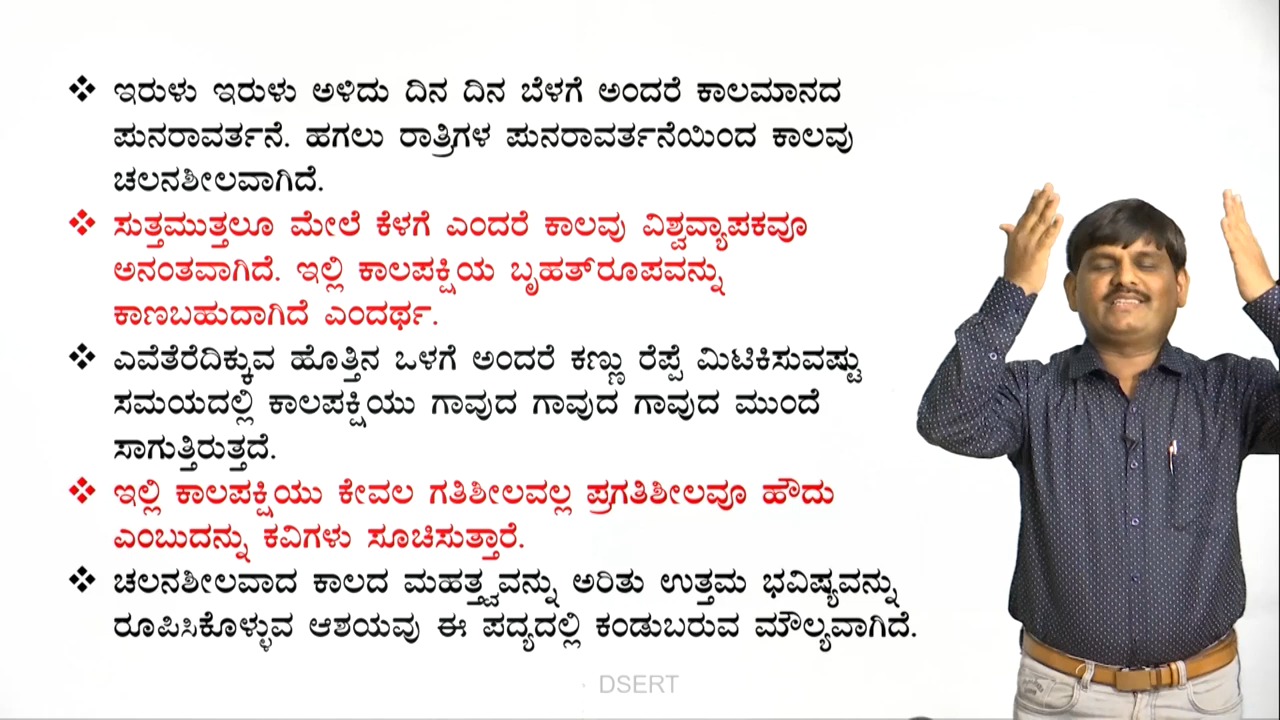 ❖ ಇರುಳು ಇರುಳು ಅಳಿದು ದಿನ ದಿನ ಬೆಳಗೆ ಅಂದರೆ ಕಾಲಮಾನದ
ಪುನರಾವರ್ತನೆ. ಹಗಲು ರಾತ್ರಿಗಳ ಪುನರಾವರ್ತನೆಯಿಂದ ಕಾಲವು
ಚಲನಶೀಲವಾಗಿದೆ.
❖ ಸುತ್ತಮುತ್ತಲೂ ಮೇಲೆ ಕೆಳಗೆ ಎಂದರೆ ಕಾಲವು ವಿಶ್ವವ್ಯಾಪಕವೂ
ಅನಂತವಾಗಿದೆ. ಇಲ್ಲಿ ಕಾಲಪಕ್ಷಿಯ ಬೃಹತ್‌ರೂಪವನ್ನು
ಕಾಣಬಹುದಾಗಿದೆ ಎಂದರ್ಥ.
❖ ಎವೆತೆರೆದಿಕ್ಕುವ ಹೊತ್ತಿನ ಒಳಗೆ ಅಂದರೆ ಕಣ್ಣು ರೆಪ್ಪೆ ಮಿಟಿಕಿಸುವಷ್ಟು
ಸಮಯದಲ್ಲಿ ಕಾಲಪಕ್ಷಿಯು ಗಾವುದ ಗಾವುದ ಗಾವುದ ಮುಂದೆ
ಸಾಗುತ್ತಿರುತ್ತದೆ.
❖ ಇಲ್ಲಿ ಕಾಲಪಕ್ಷಿಯು ಕೇವಲ ಗತಿಶೀಲವಲ್ಲ ಪ್ರಗತಿಶೀಲವೂ ಹೌದು
ಎಂಬುದನ್ನು ಕವಿಗಳು ಸೂಚಿಸುತ್ತಾರೆ.
❖ ಚಲನಶೀಲವಾದ ಕಾಲದ ಮಹತ್ತ್ವವನ್ನು ಅರಿತು ಉತ್ತಮ ಭವಿಷ್ಯವನ್ನು
ರೂಪಿಸಿಕೊಳ್ಳುವ ಆಶಯವು ಈ ಪದ್ಯದಲ್ಲಿ ಕಂಡುಬರುವ ಮೌಲ್ಯವಾಗಿದೆ.
DSERT